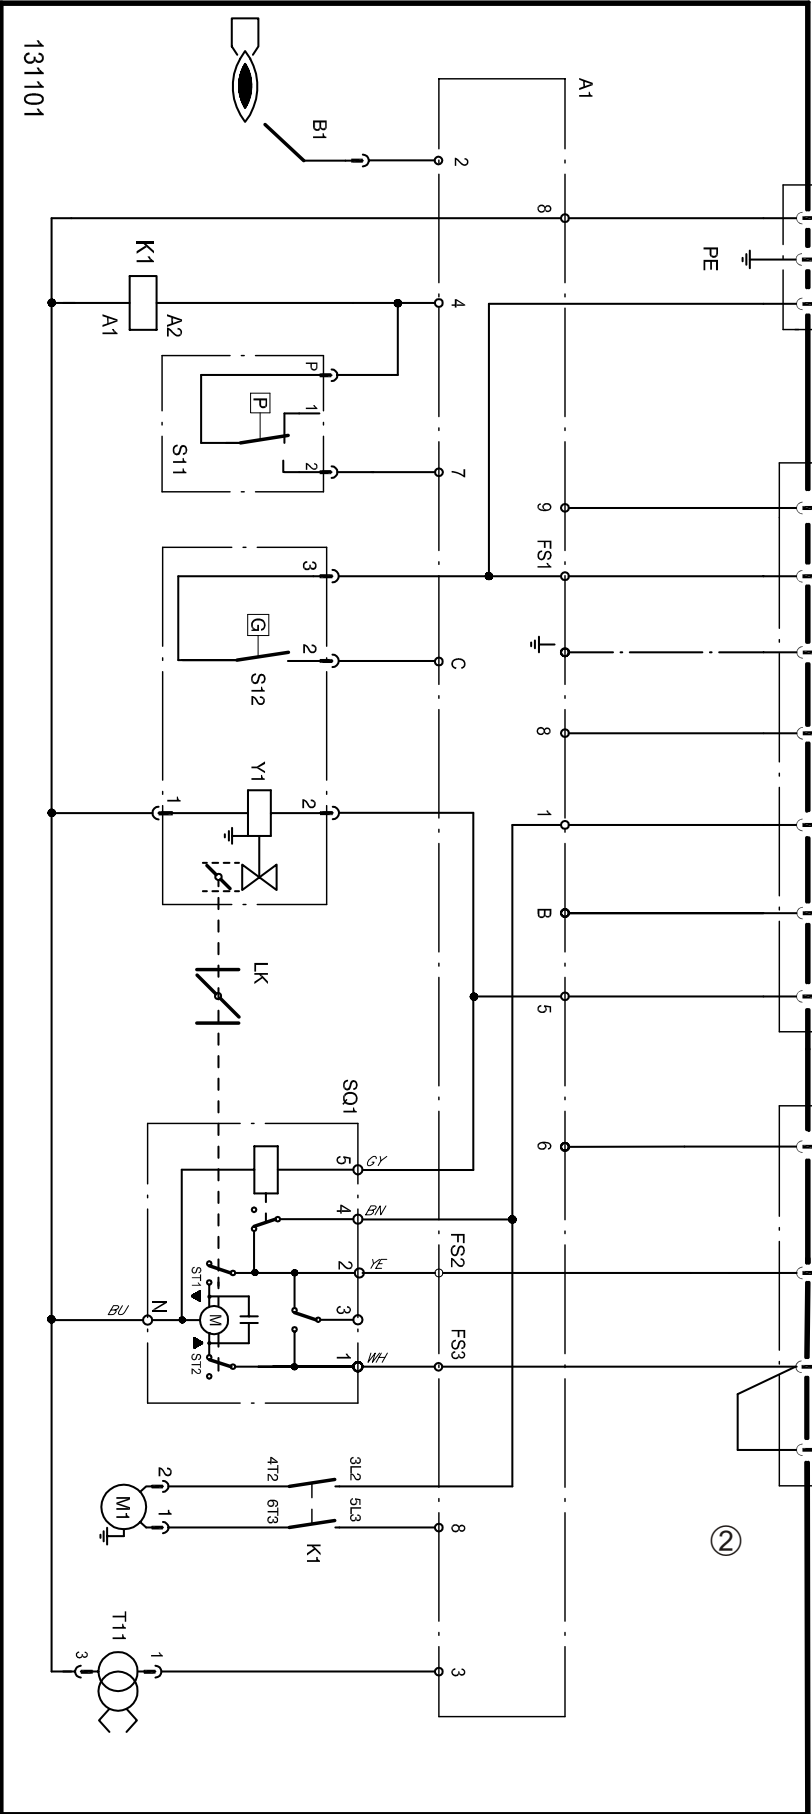 131101
B1
A1
2
8
PE
K1
A1
A2
4
P
1
P
2
S11
7
9
FS1
3
G
2
S12
C
8
Y1
1
2
1
B
LK
5
SQ1
6
5
GY
4
BN
2
YE
FS2
ST1
BU
N
M
3
ST2
1
WH
FS3
2
M1
1
4T2
3L2
6T3
5L3
K1
8
②
T11
3
1
3